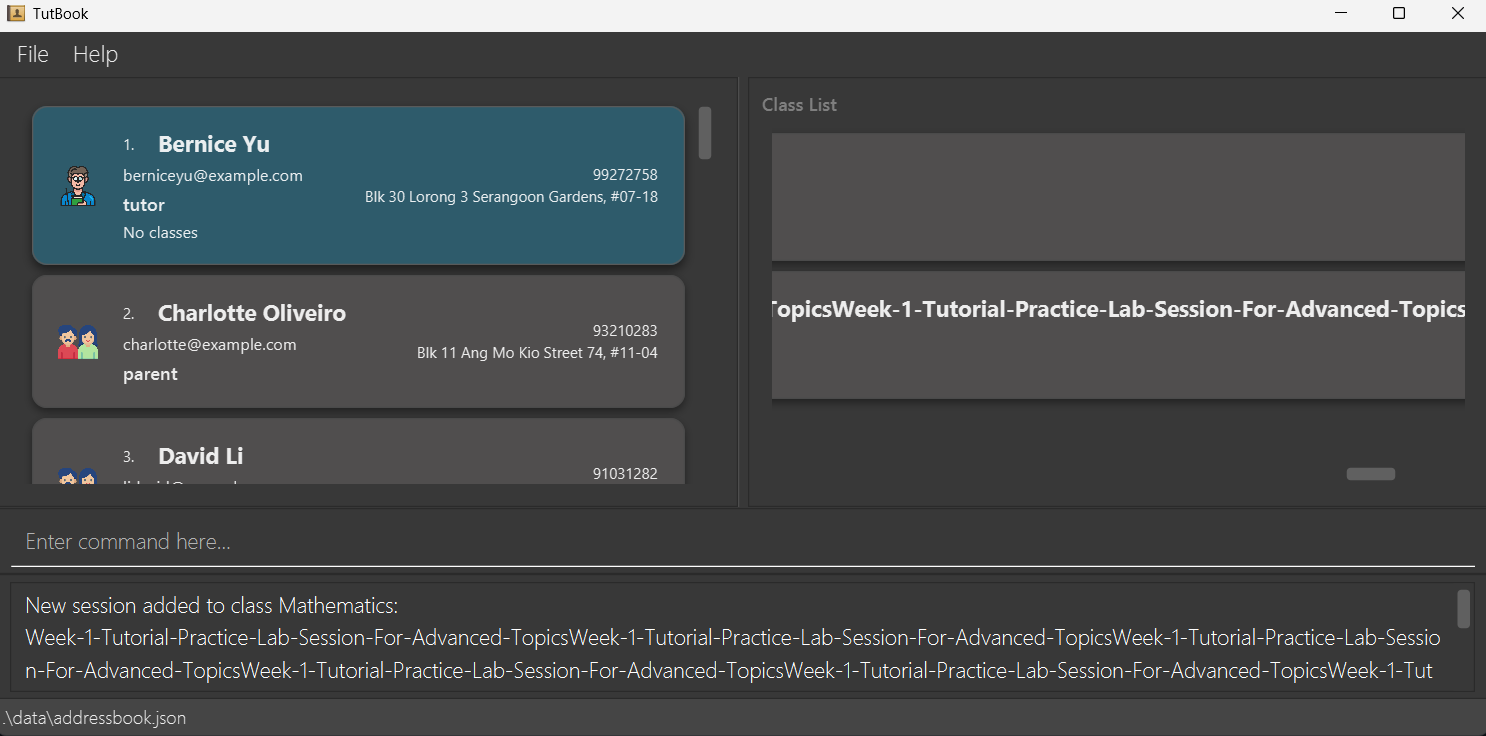 TutBook
File Help
1. Bernice Yu
berniceyu@example.com
99272758
tutor
Blk 30 Lorong 3 Serangoon Gardens, #07-18
No classes
2. Charlotte Oliveiro
charlotte@example.com
93210283
parent
Blk 11 Ang Mo Kio Street 74, #11-04
3. David Li
91031282
Class List
TopicsWeek-1-Tutorial-Practice-Lab-Session-For-Advanced-Topics
Enter command here...
New session added to class Mathematics:
Week-1-Tutorial-Practice-Lab-Session-For-Advanced-TopicsWeek-1-Tutorial-Practice-Lab-Session-For-Advanced-TopicsWeek-1-Tutorial-Practice-Lab-Sessio
n-For-Advanced-TopicsWeek-1-Tutorial-Practice-Lab-Session-For-Advanced-TopicsWeek-1-Tutorial-Practice-Lab-Session-For-Advanced-TopicsWeek-1-Tut
.\data\addressbook.json